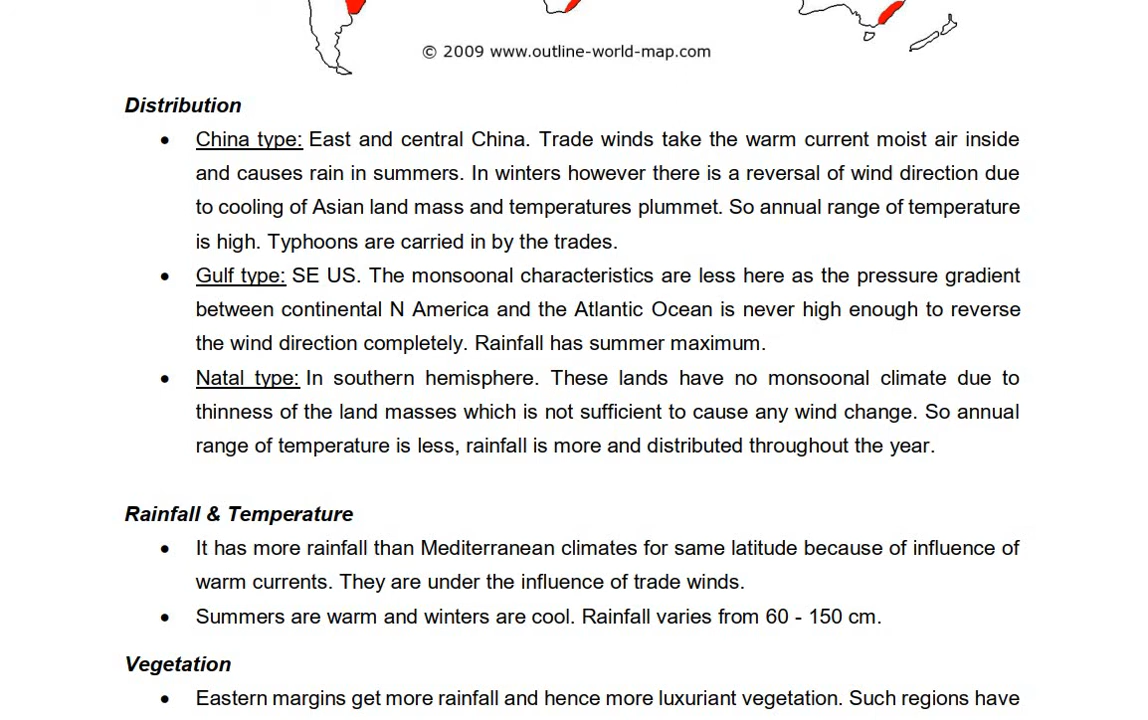 © 2009 www.outline-world-map.com
Distribution
• China type: East and central China. Trade winds take the warm current moist air inside
and causes rain in summers. In winters however there is a reversal of wind direction due
to cooling of Asian land mass and temperatures plummet. So annual range of temperature
is high. Typhoons are carried in by the trades.
• Gulf type: SE US. The monsoonal characteristics are less here as the pressure gradient
between continental N America and the Atlantic Ocean is never high enough to reverse
the wind direction completely. Rainfall has summer maximum.
• Natal type: In southern hemisphere. These lands have no monsoonal climate due to
thinness of the land masses which is not sufficient to cause any wind change. So annual
range of temperature is less, rainfall is more and distributed throughout the year.
Rainfall & Temperature
• It has more rainfall than Mediterranean climates for same latitude because of influence of
warm currents. They are under the influence of trade winds.
• Summers are warm and winters are cool. Rainfall varies from 60 - 150 cm.
Vegetation
• Eastern margins get more rainfall and hence more luxuriant vegetation. Such regions have